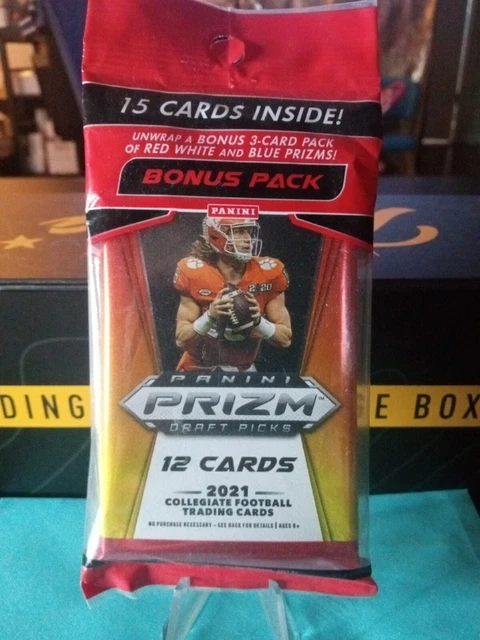 15 CARDS INSIDE!
UNWRAP A BONUS 3-CARD PACK
OF RED WHITE AND BLUE PRIZMS!
BONUS PACK
PANINI
2020
PANINI
PRIZM
DRAFT PICKS
DING
E BOX
12 CARDS
2021
COLLEGIATE FOOTBALL
TRADING CARDS
NO PURCHASE NECESSARY - SEE BACK FOR DETAILS | AGES 8+